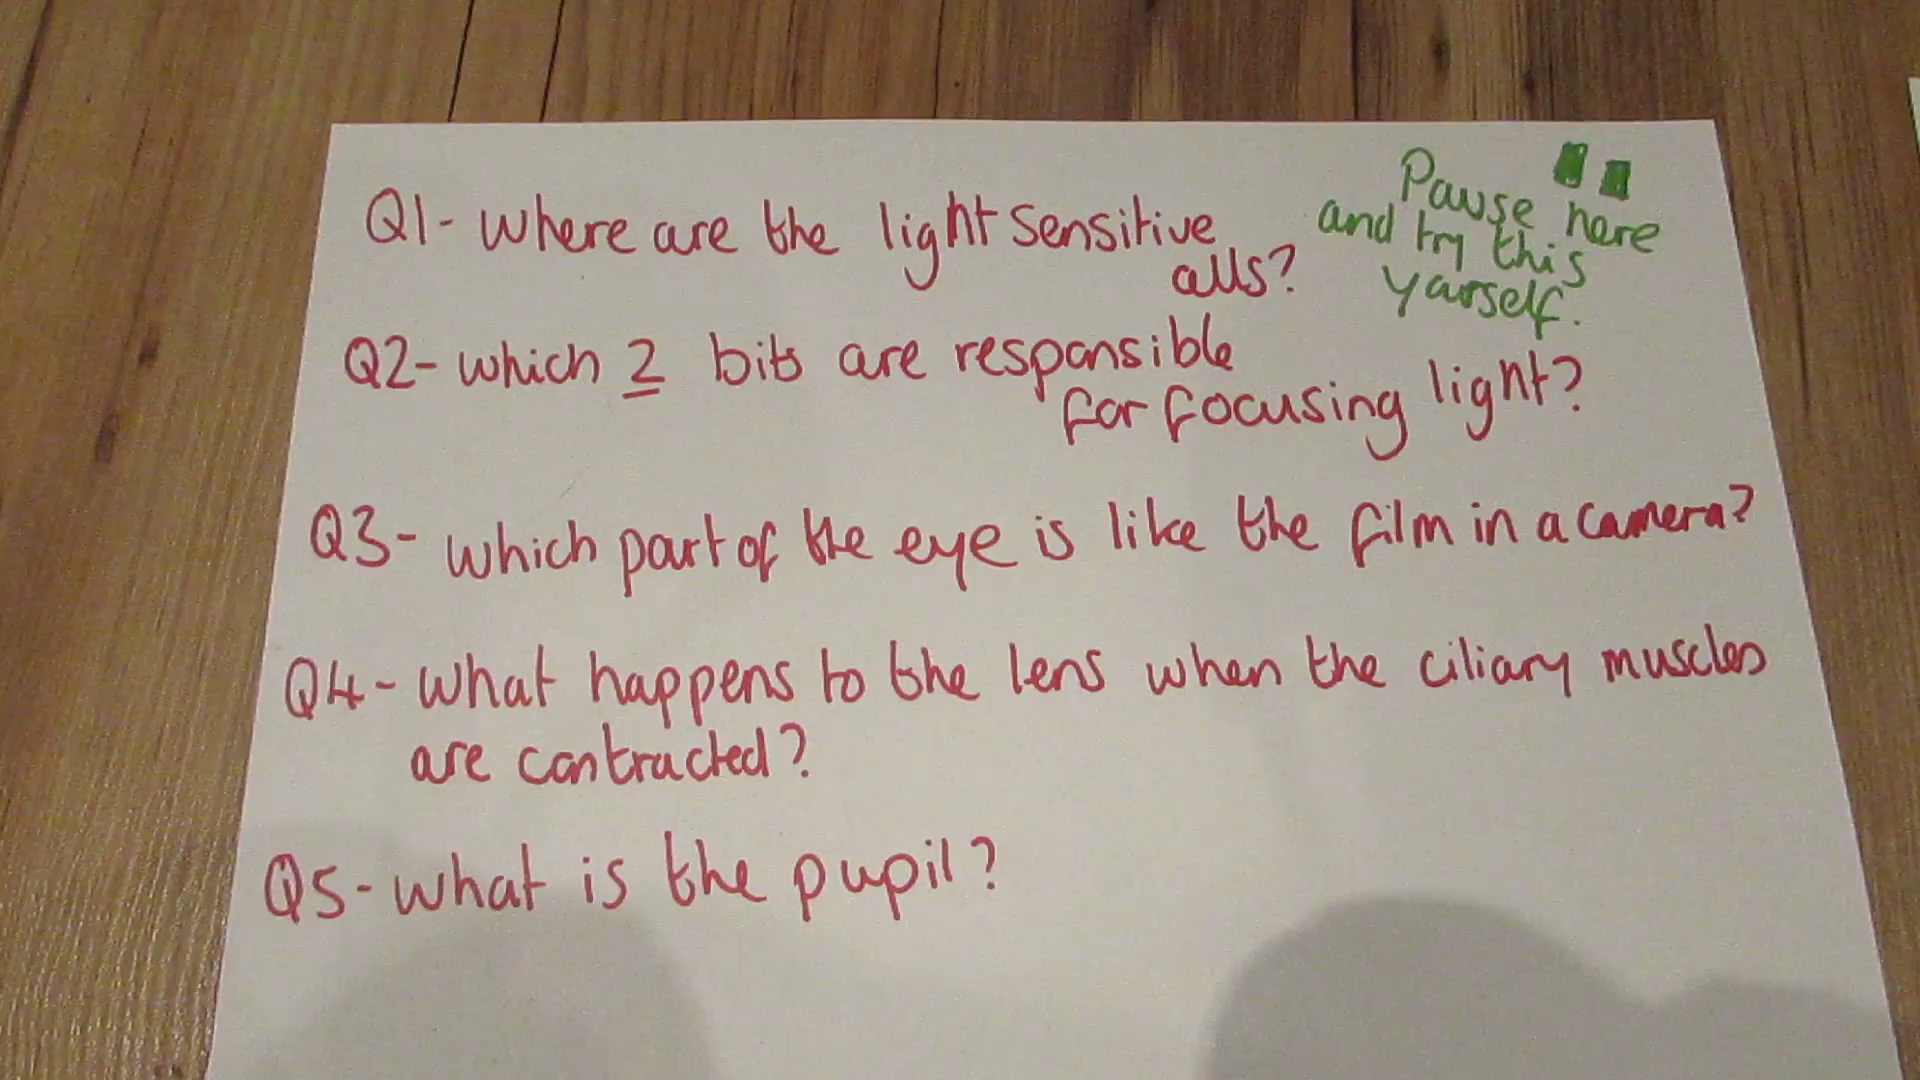 Q1- where are the light sensitive
cells?
Pause here
and try this
yourself.
Q2- which 2 bits are responsible
for focusing light?
Q3- which part of the eye is like the film in a camera?
Q4- what happens to the lens when the ciliary muscles
are contracted?
Q5- what is the pupil?